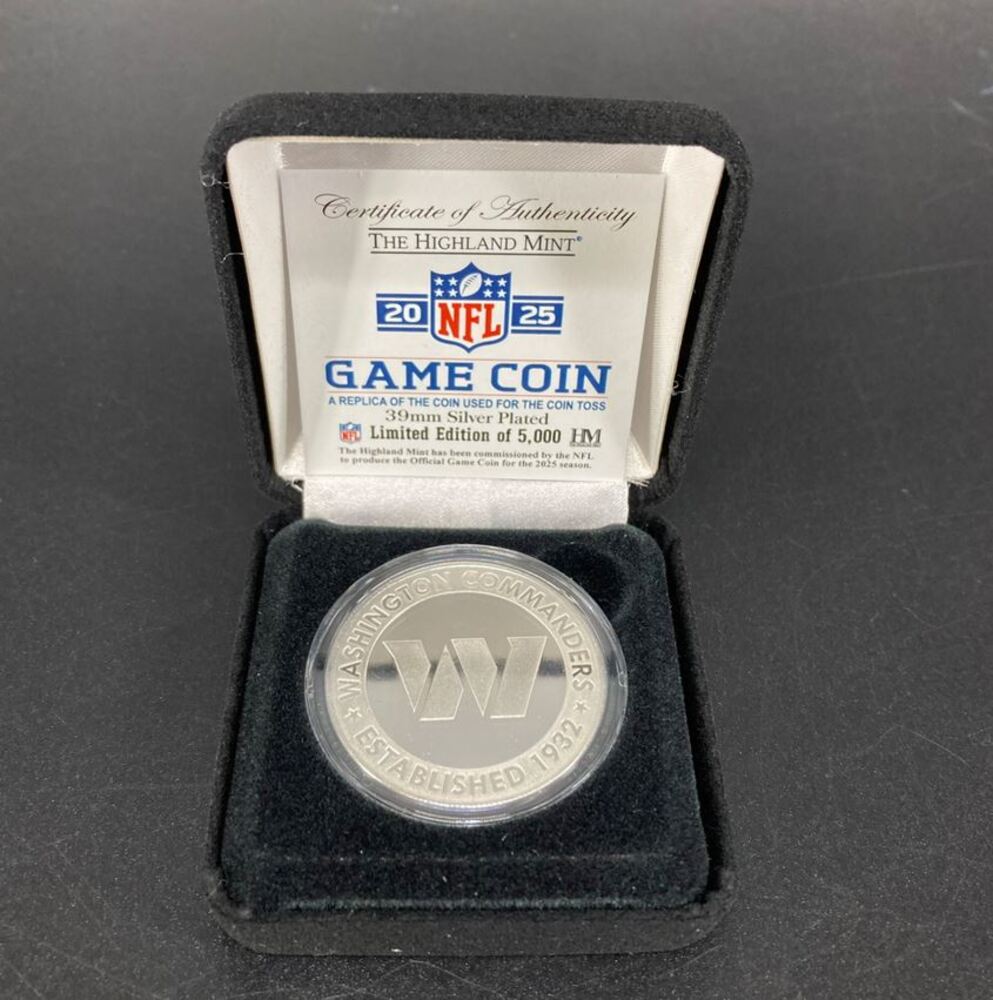 Certificate of Authenticity
THE HIGHLAND MINT®
20 NFL 25
GAME COIN
A REPLICA OF THE COIN USED FOR THE COIN TOSS
39mm Silver Plated
NFL Limited Edition of 5,000 HM
The Highland Mint has been commissioned by the NFL
to produce the Official Game Coin for the 2025 season.
WASHINGTON COMMANDERS
W
ESTABLISHED 1932